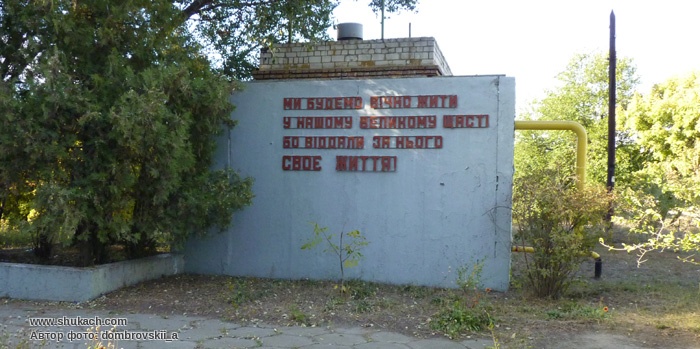 МИ БУДЕМО ВІЧНО ЖИТИ
У НАШОМУ ВЕЛИКОМУ ЩАСТІ
БО ВІДДАЛИ ЗА НЬОГО
СВОЄ ЖИТТЯ!
www.shukach.com
Автор фото: dombrovskii_a